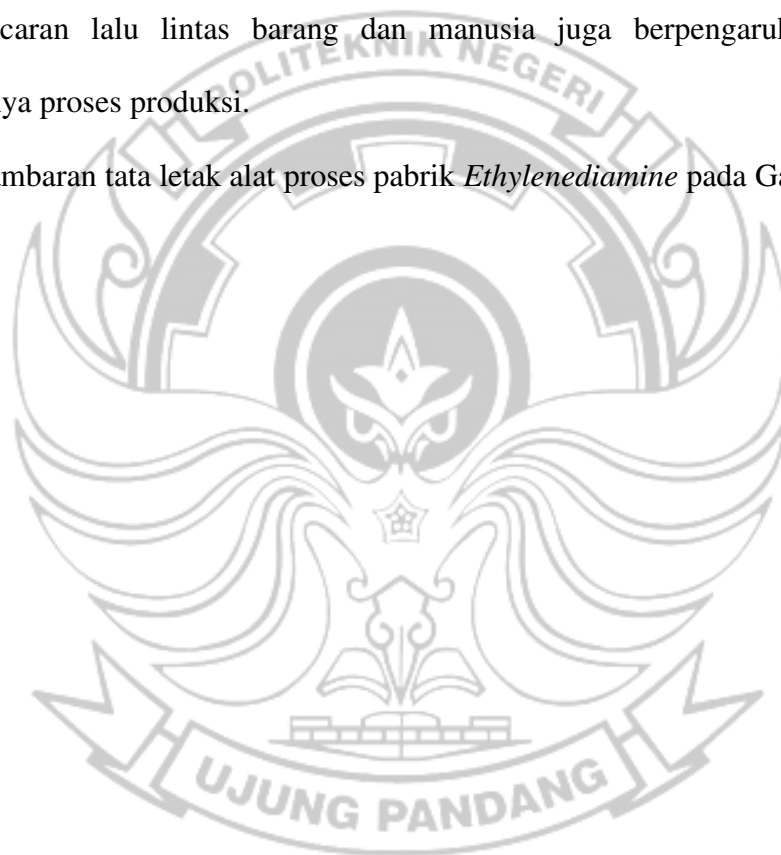 caran lalu lintas barang dan manusia juga berpengaruh
ya proses produksi.
mbaran tata letak alat proses pabrik Ethylenediamine pada Ga
POLITEKNIK NEGERI
UJUNG PANDANG